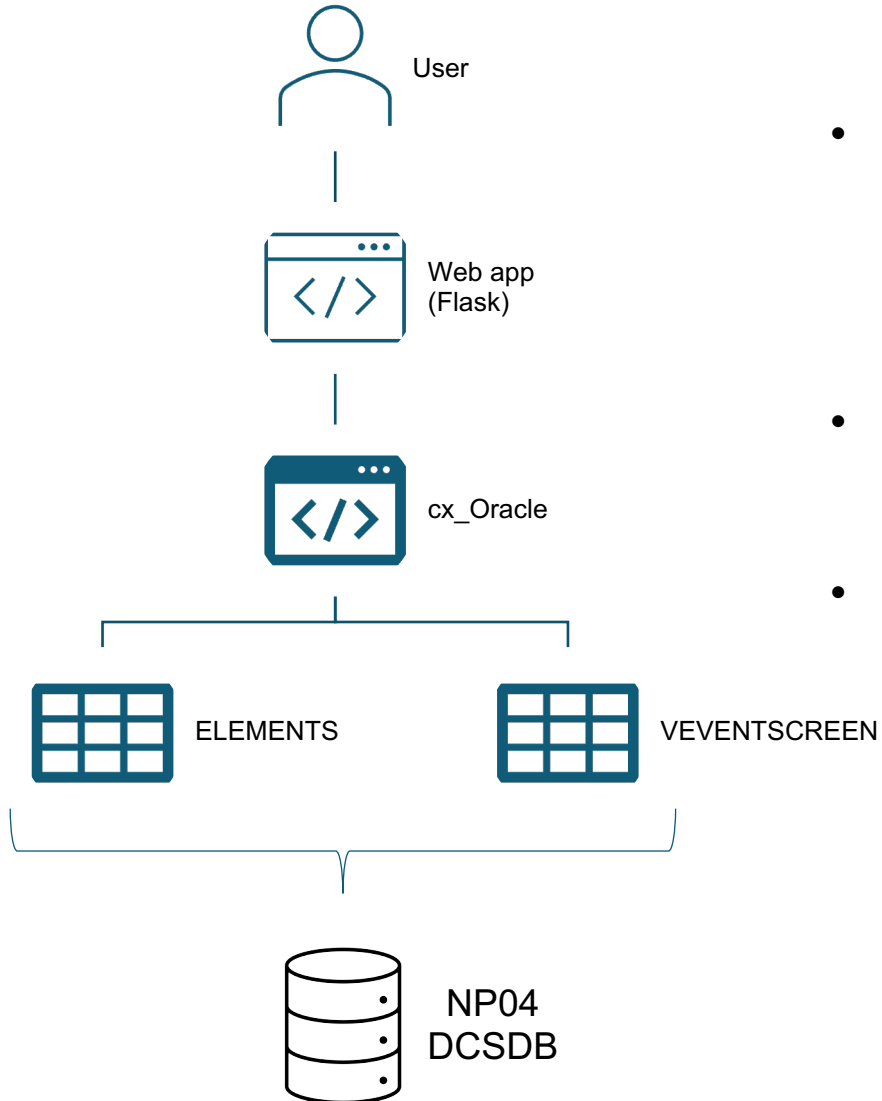 User
Web app
(Flask)
cx_Oracle
ELEMENTS
VEVENTSCREEN
NP04
DCSDB